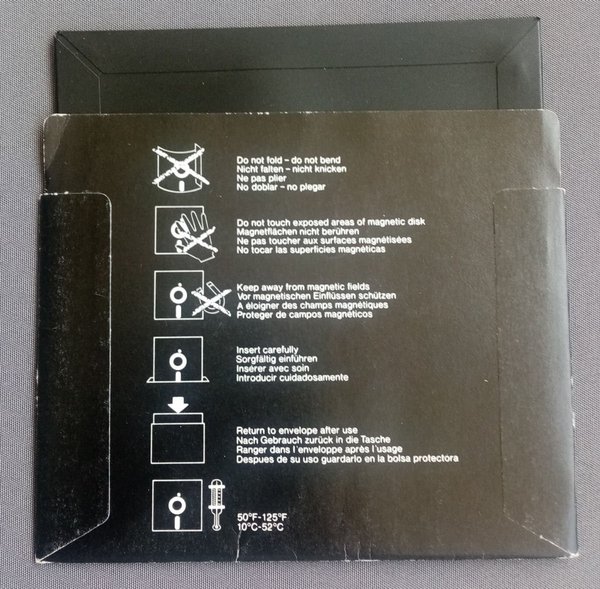 Do not fold – do not bend
Nicht falten – nicht knicken
Ne pas plier
No doblar – no plegar
Do not touch exposed areas of magnetic disk
Magnetflächen nicht berühren
Ne pas toucher aux surfaces magnétisées
No tocar las superficies magnéticas
Keep away from magnetic fields
Vor magnetischen Einflüssen schützen
A éloigner des champs magnétiques
Proteger de campos magnéticos
Insert carefully
Sorgfältig einführen
Insérer avec soin
Introducir cuidadosamente
Return to envelope after use
Nach Gebrauch zurück in die Tasche
Ranger dans l'enveloppe après l'usage
Despues de su uso guardarlo en la bolsa protectora
50°F-125°F
10°C-52°C